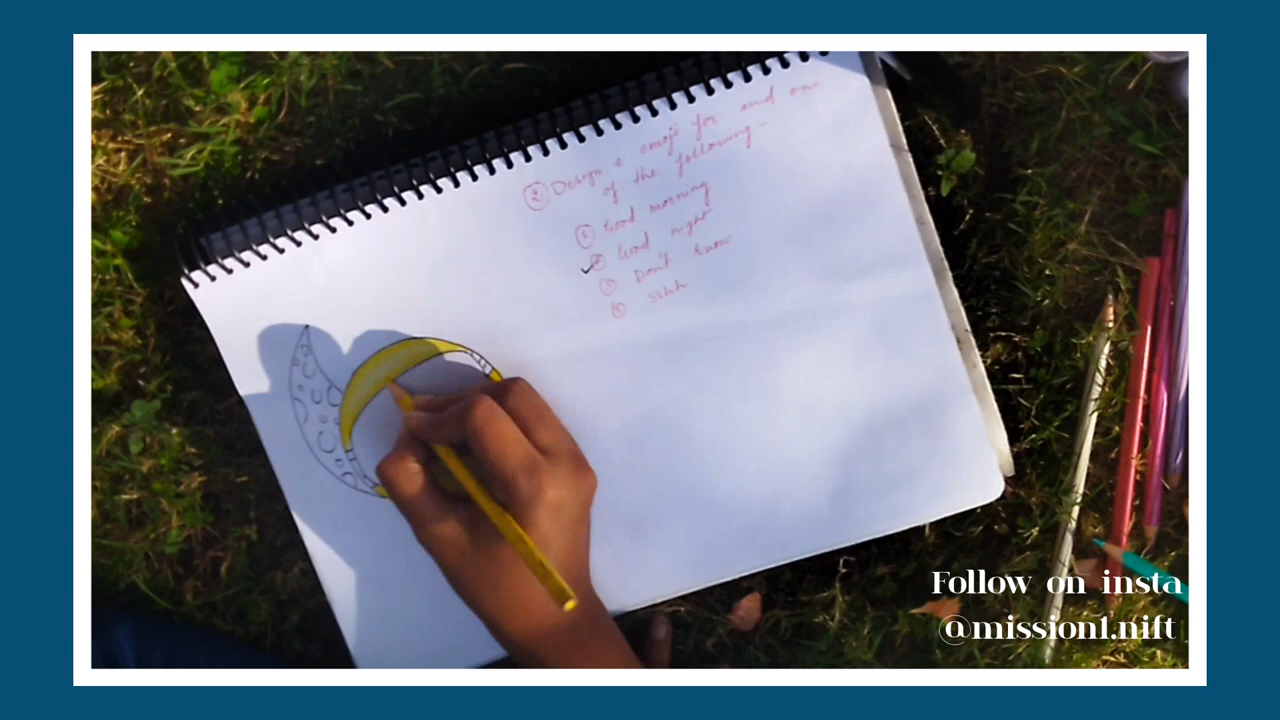 ② Design a emoji for and one
of the following -
① Good morning
② Good night
③ Don't know
④ sshh
Follow on insta
@mission1.nift